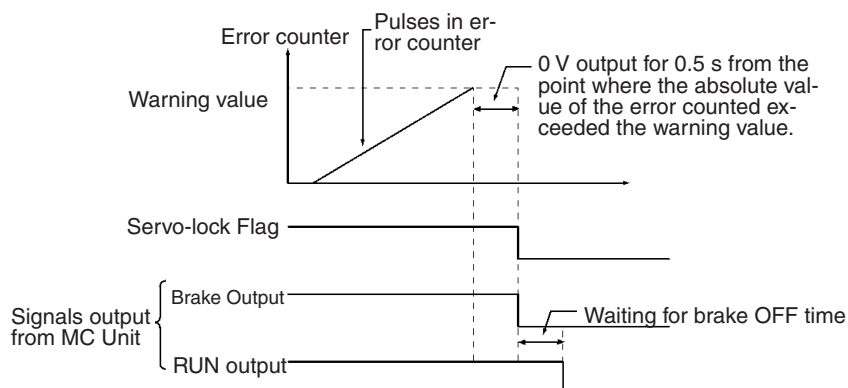 Error counter
Pulses in er-
ror counter
0 V output for 0.5 s from the
point where the absolute val-
ue of the error counted ex-
ceeded the warning value.
Warning value
Servo-lock Flag
Signals output
from MC Unit
Brake Output
Waiting for brake OFF time
RUN output